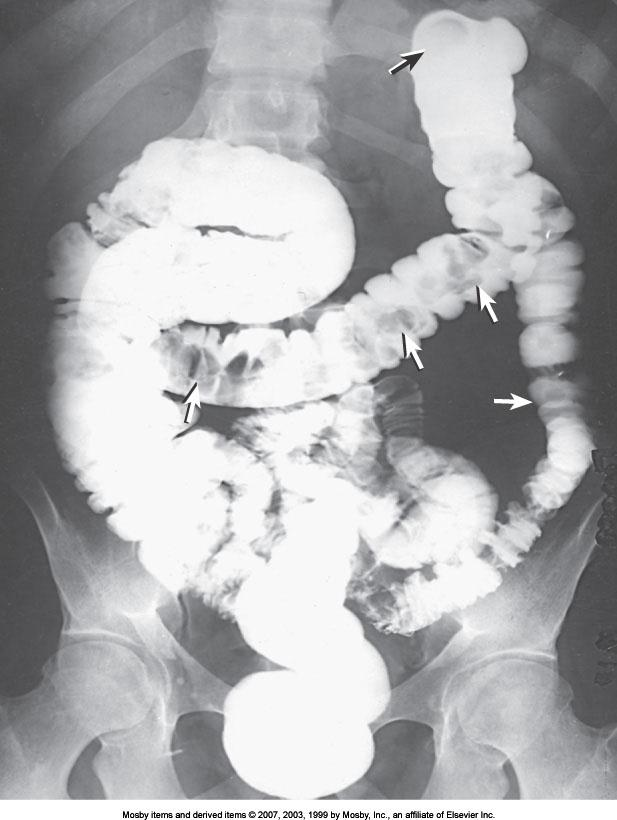 Mosby items and derived items © 2007, 2003, 1999 by Mosby, Inc., an affiliate of Elsevier Inc.